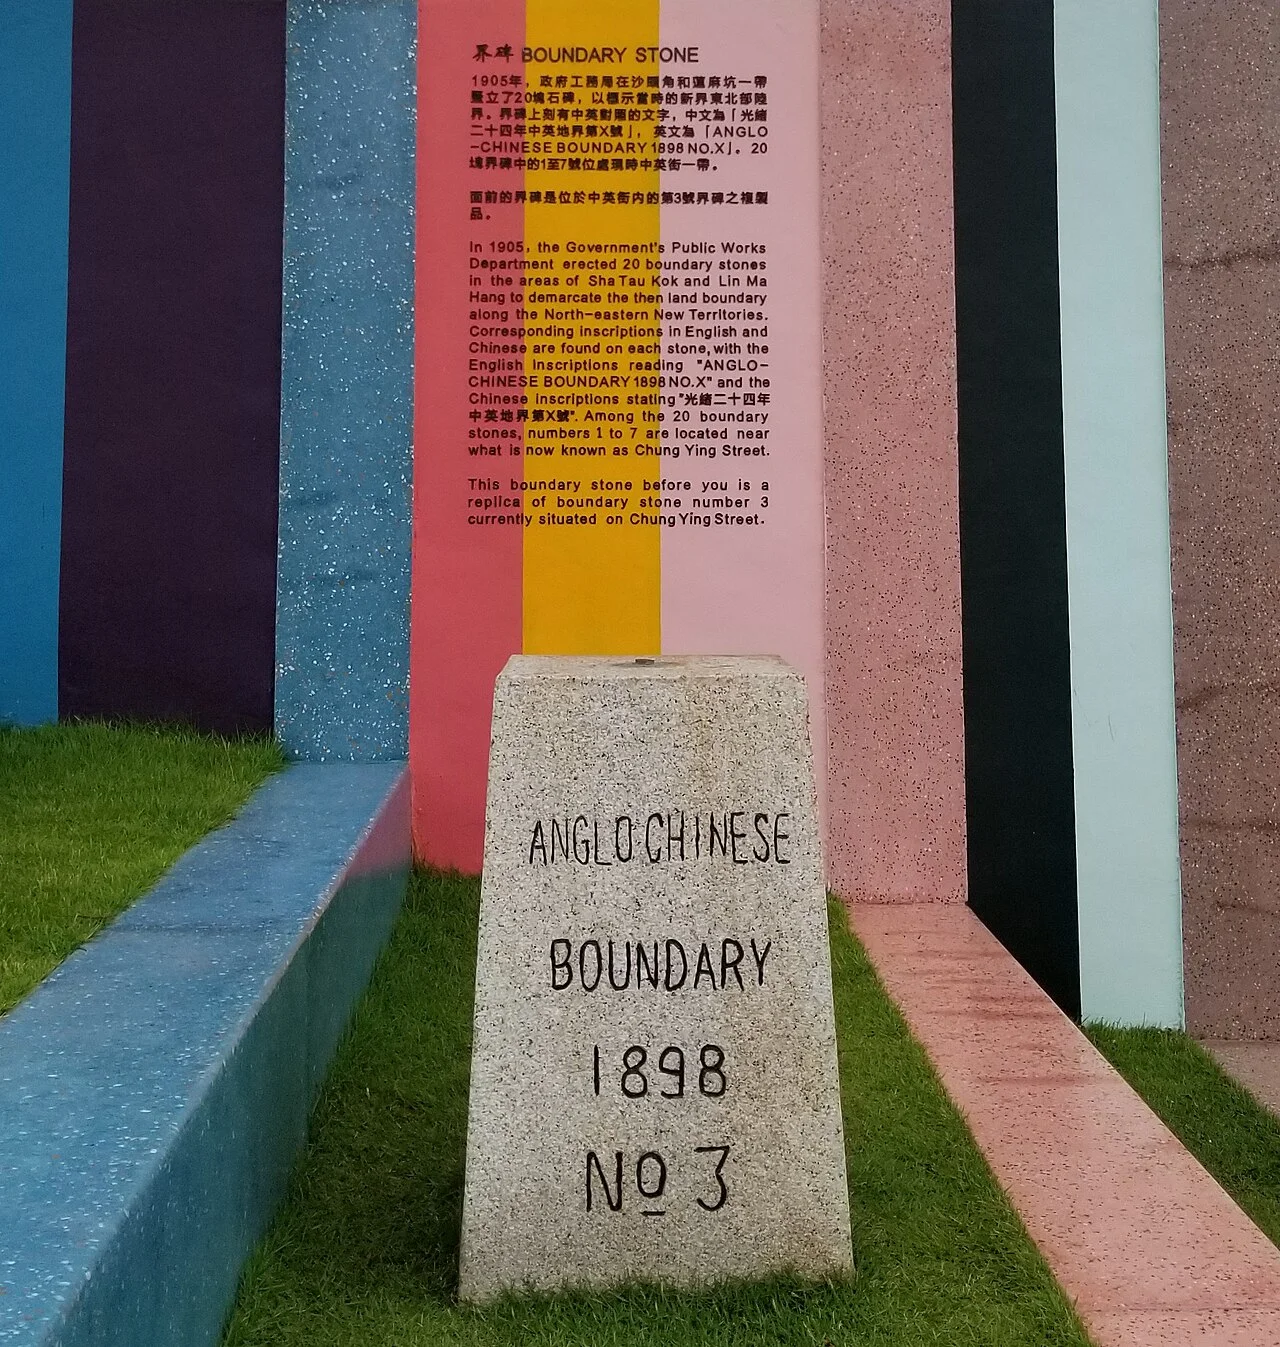 界碑 BOUNDARY STONE
1905年，政府工務局在沙頭角和蓮麻坑一帶
豎立了20塊石碑，以標示當時的新界東北部陸
界。界碑上刻有中英對照的文字，中文為「光緒
二十四年中英地界第X號」，英文為「ANGLO
-CHINESE BOUNDARY 1898 NO.X」。20
塊界碑中的1至7號位處現時中英街一帶。
面前的界碑是位於中英街內的第3號界碑之複製
品。
In 1905, the Government's Public Works
Department erected 20 boundary stones
in the areas of Sha Tau Kok and Lin Ma
Hang to demarcate the then land boundary
along the North-eastern New Territories.
Corresponding inscriptions in English and
Chinese are found on each stone, with the
English inscriptions reading "ANGLO-
CHINESE BOUNDARY 1898 NO.X" and the
Chinese inscriptions stating "光緒二十四年
中英地界第X號". Among the 20 boundary
stones, numbers 1 to 7 are located near
what is now known as Chung Ying Street.
This boundary stone before you is a
replica of boundary stone number 3
currently situated on Chung Ying Street.
ANGLO·CHINESE
BOUNDARY
1898
Nº 3